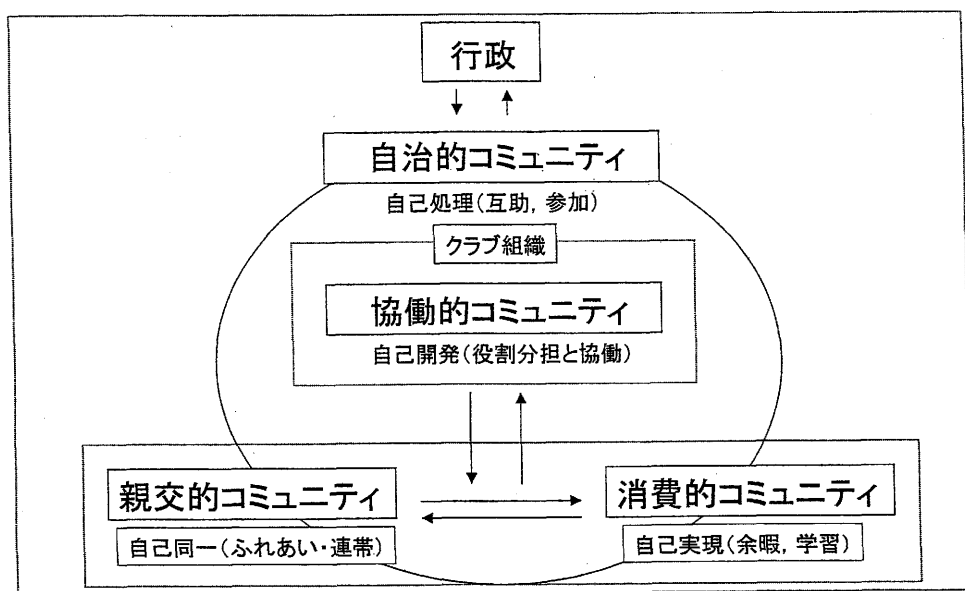 行政
自治的コミュニティ
自己処理(互助, 参加)
クラブ組織
協働的コミュニティ
自己開発(役割分担と協働)
親交的コミュニティ
自己同一(ふれあい・連帯)
消費的コミュニティ
自己実現(余暇, 学習)